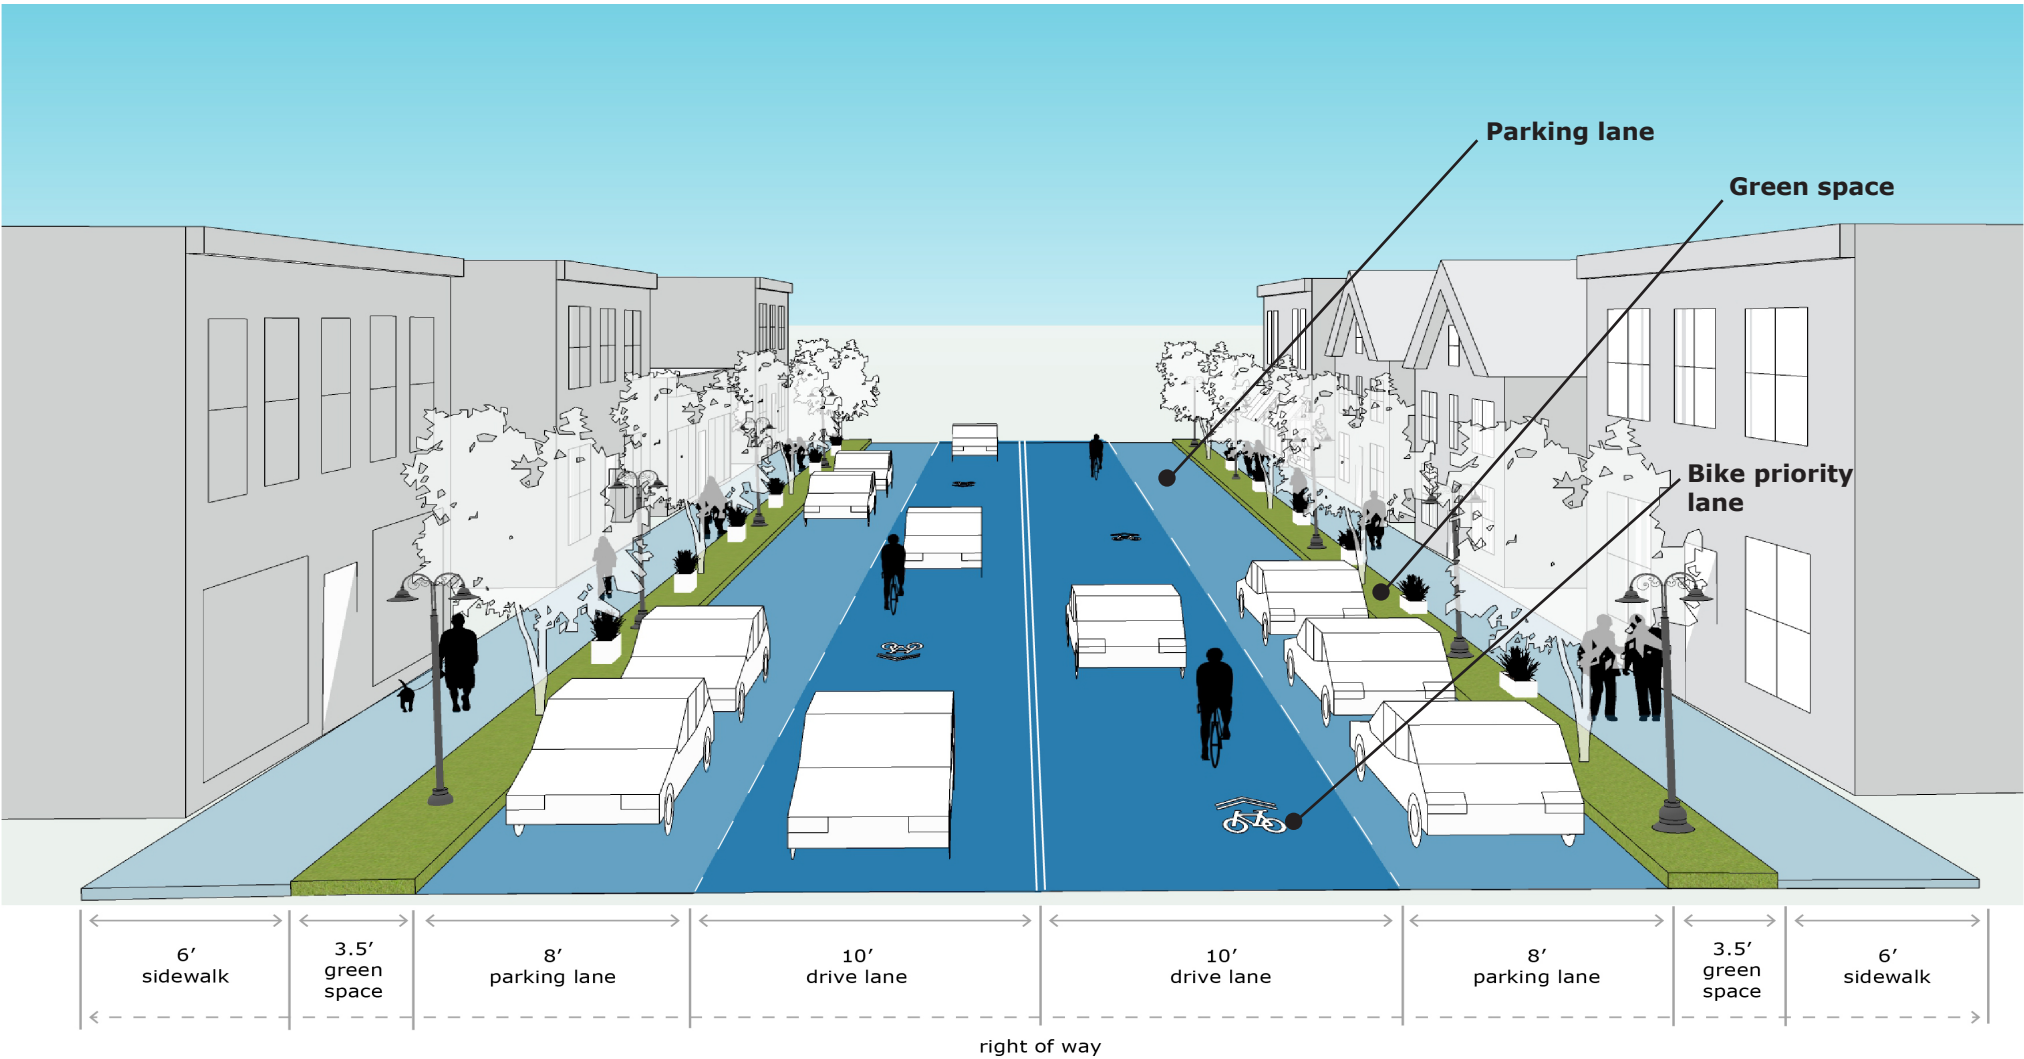 Parking lane
Green space
Bike priority
lane
6’
sidewalk
3.5’
green
space
8’
parking lane
10’
drive lane
10’
drive lane
8’
parking lane
3.5’
green
space
6’
sidewalk
right of way